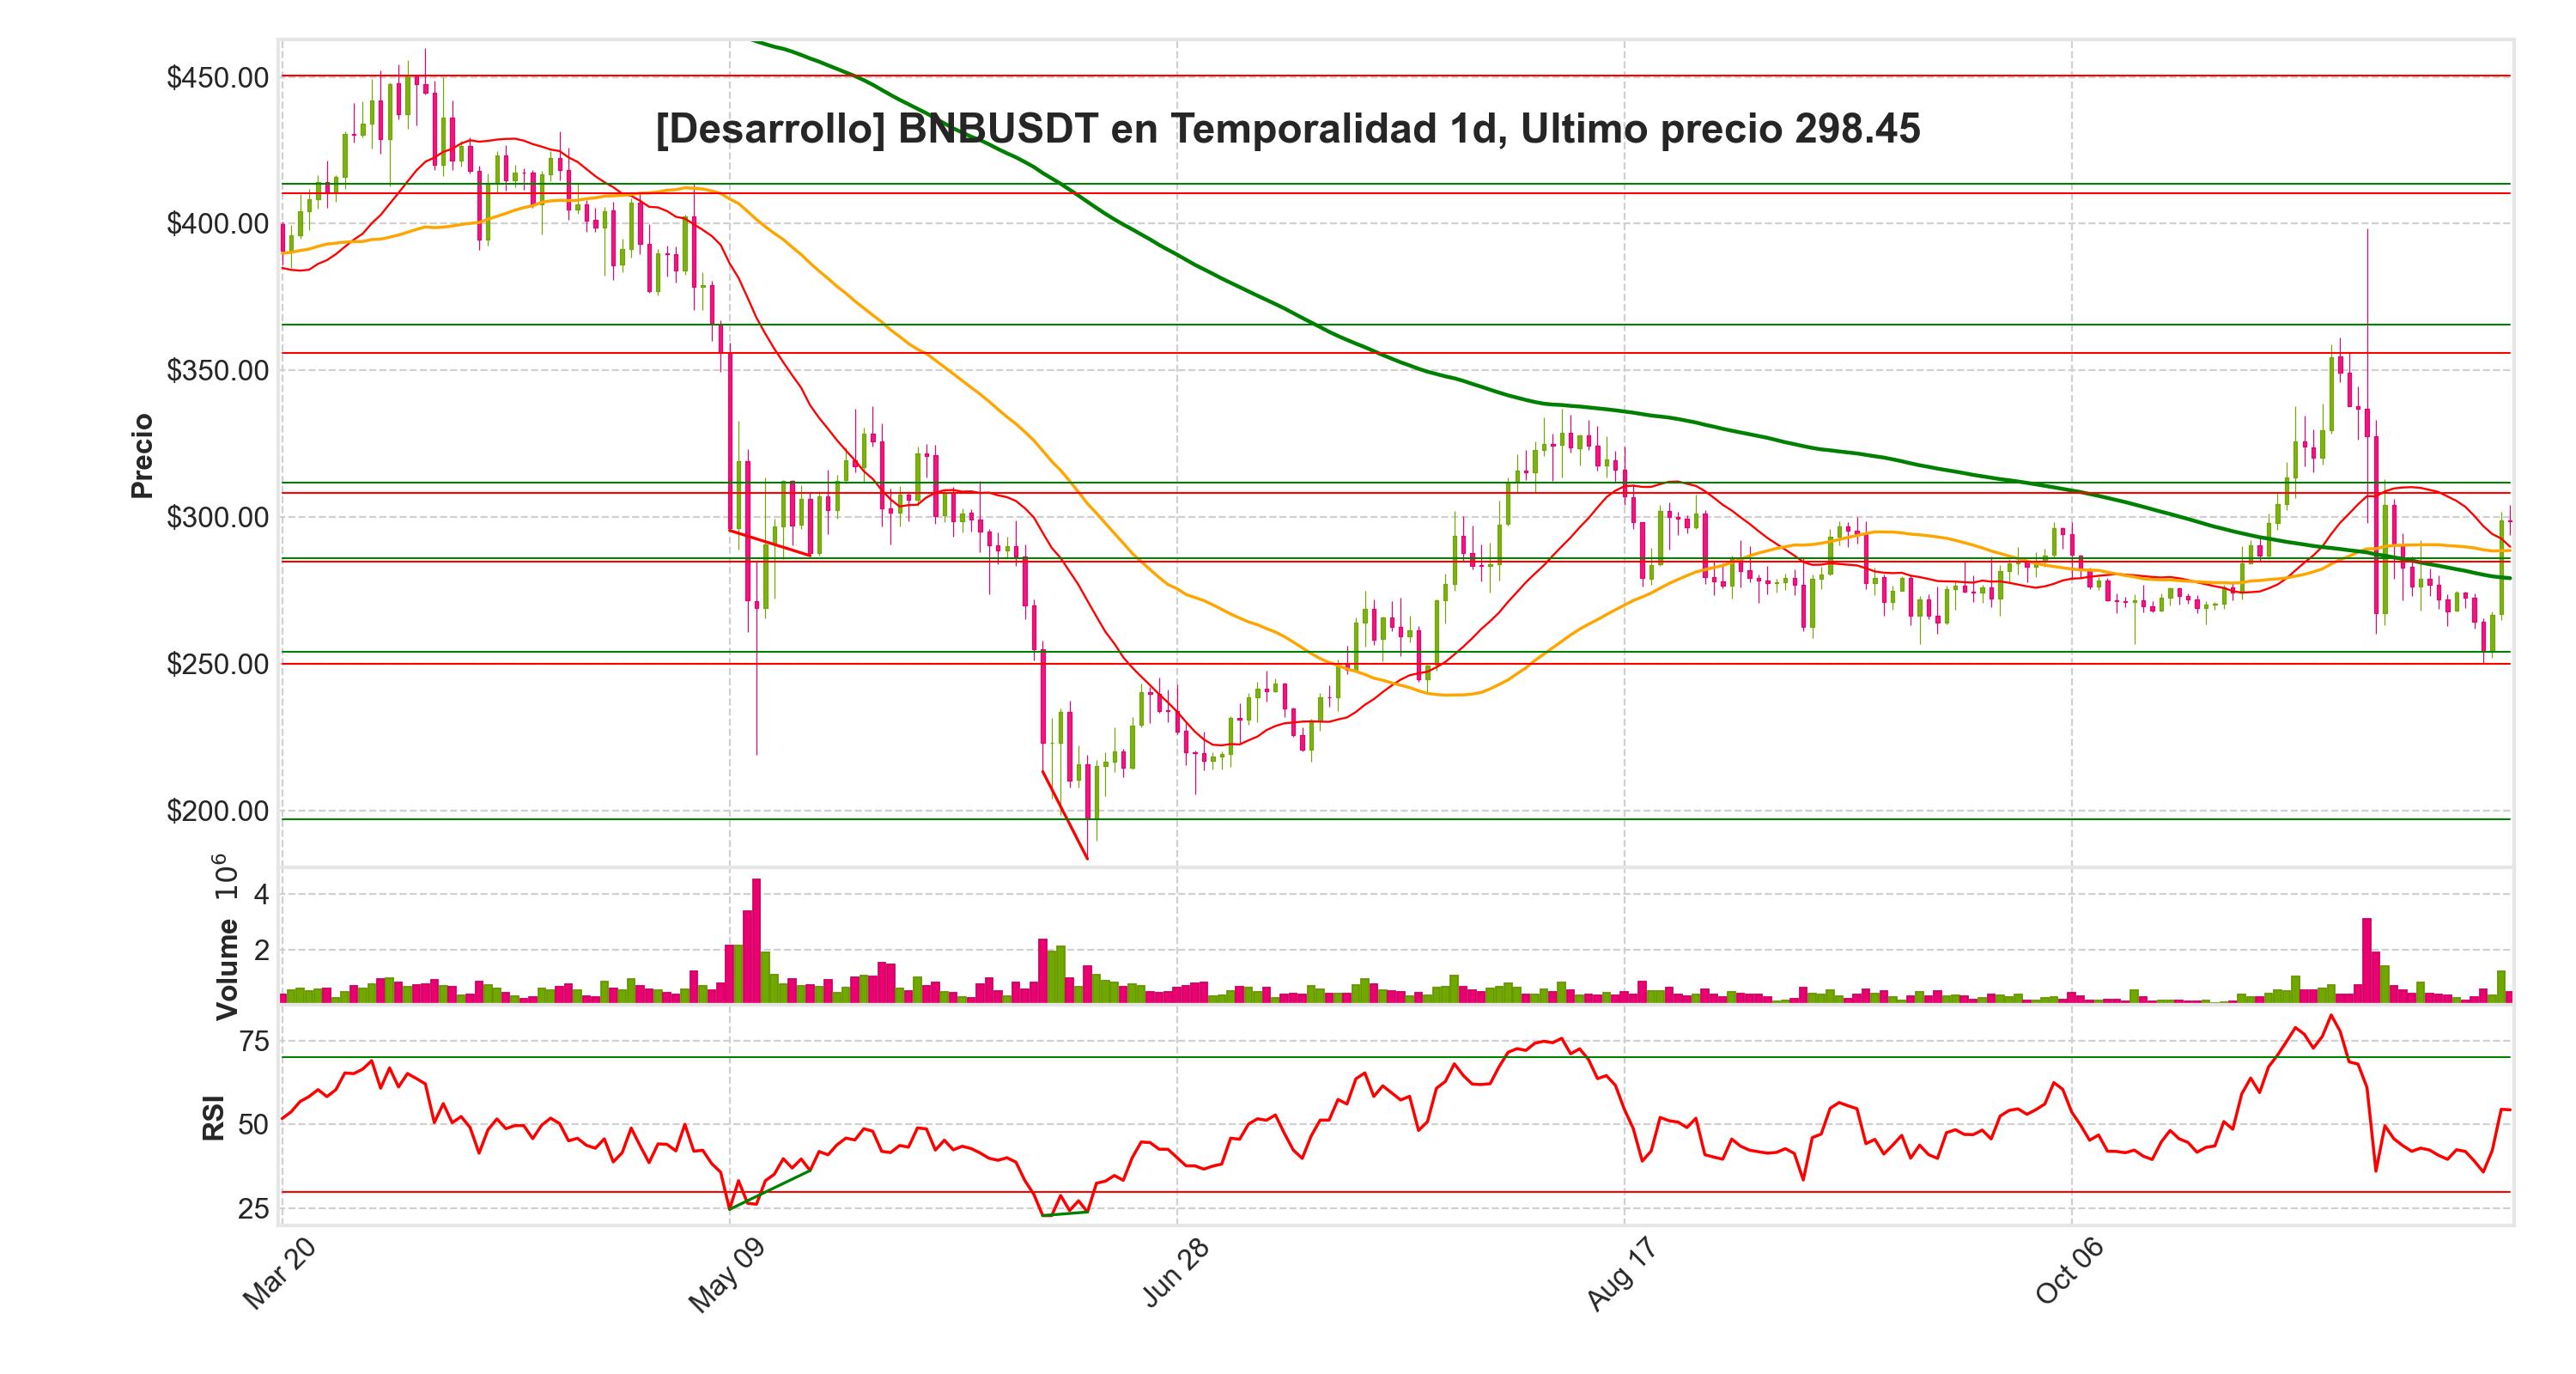 [Desarrollo] BNBUSDT en Temporalidad 1d, Ultimo precio 298.45
Precio
$450.00
$400.00
$350.00
$300.00
$250.00
$200.00
Volume 10⁶
4
2
RSI
75
50
25
Mar 20
May 09
Jun 28
Aug 17
Oct 06